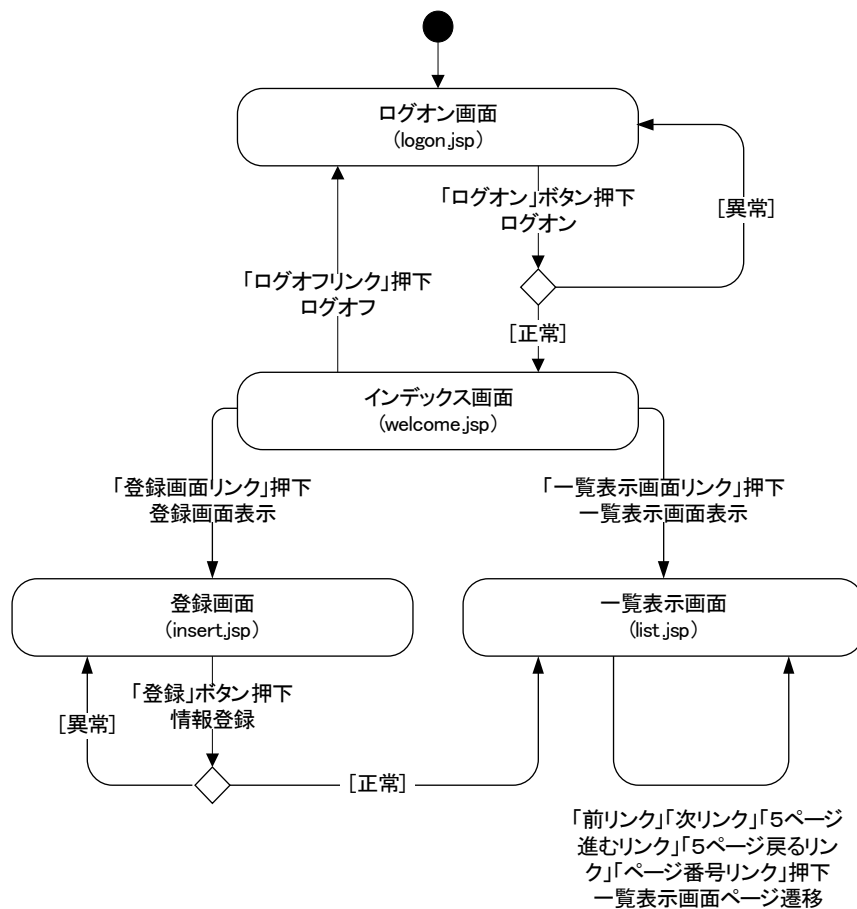 ログオン画面
(logon.jsp)
「ログオン」ボタン押下
ログオン
[異常]
「ログオフリンク」押下
ログオフ
[正常]
インデックス画面
(welcome.jsp)
「登録画面リンク」押下
登録画面表示
「一覧表示画面リンク」押下
一覧表示画面表示
登録画面
(insert.jsp)
一覧表示画面
(list.jsp)
「登録」ボタン押下
情報登録
[異常]
[正常]
「前リンク」「次リンク」「5ページ
進むリンク」「5ページ戻るリン
ク」「ページ番号リンク」押下
一覧表示画面ページ遷移